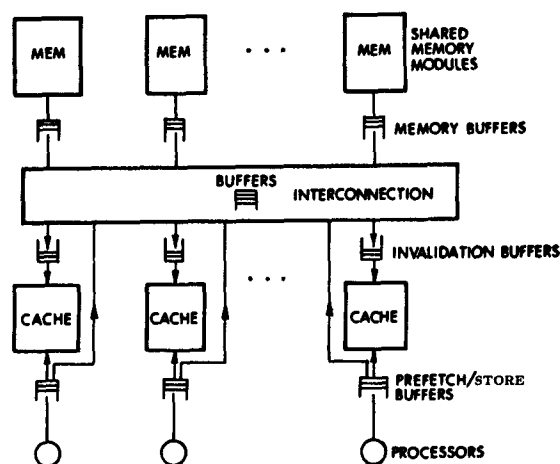 MEM
MEM
· · ·
MEM
SHARED
MEMORY
MODULES
MEMORY BUFFERS
BUFFERS
INTERCONNECTION
INVALIDATION BUFFERS
· · ·
CACHE
CACHE
CACHE
PREFETCH/STORE
BUFFERS
PROCESSORS